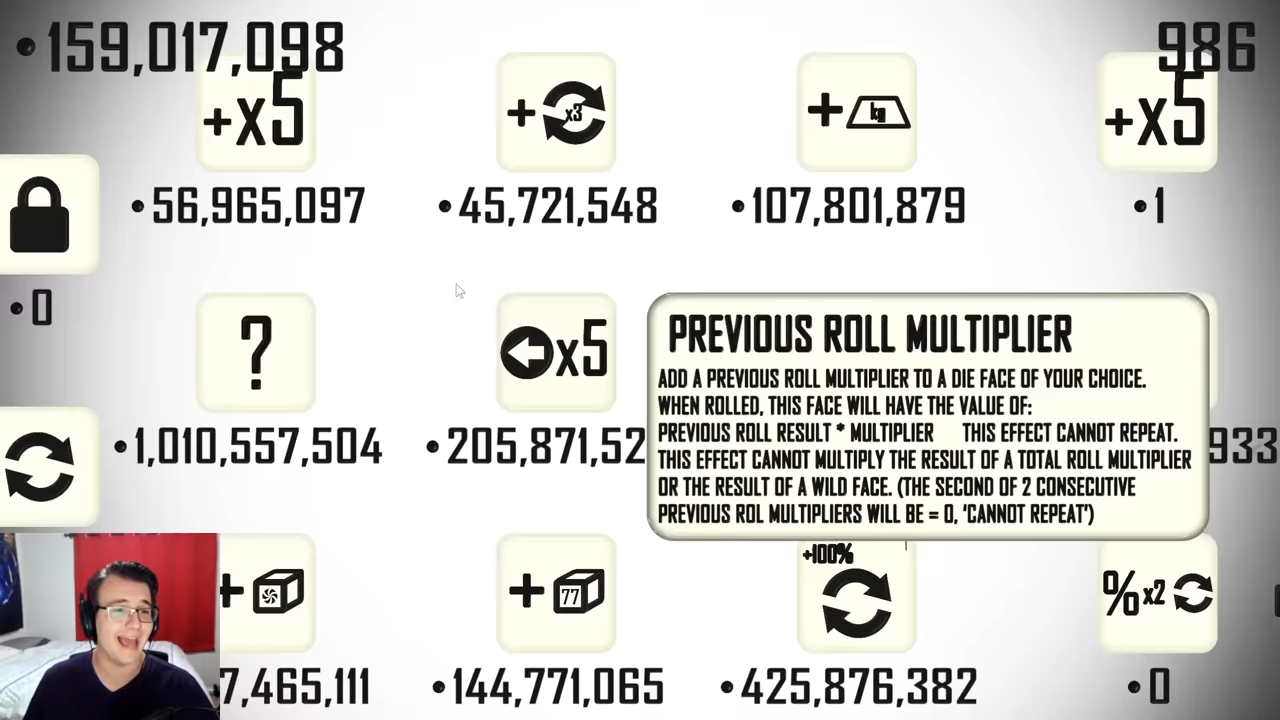 •159,017,098
986
+x5
+ x3
+ kg
+x5
•56,965,097
•45,721,548
•107,801,879
•1
•0
?
x5
PREVIOUS ROLL MULTIPLIER
ADD A PREVIOUS ROLL MULTIPLIER TO A DIE FACE OF YOUR CHOICE.
WHEN ROLLED, THIS FACE WILL HAVE THE VALUE OF:
PREVIOUS ROLL RESULT * MULTIPLIER THIS EFFECT CANNOT REPEAT.
THIS EFFECT CANNOT MULTIPLY THE RESULT OF A TOTAL ROLL MULTIPLIER
OR THE RESULT OF A WILD FACE. (THE SECOND OF 2 CONSECUTIVE
PREVIOUS ROL MULTIPLIERS WILL BE = 0, 'CANNOT REPEAT')
•1,010,557,504
•205,871,52
933
+
+ 77
+100%
% x2
7,465,111
•144,771,065
•425,876,382
•0